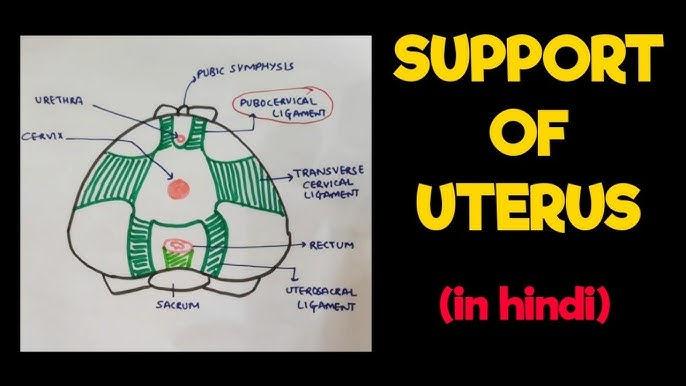 PUBIC SYMPHYSIS
URETHRA
PUBOCERVICAL
LIGAMENT
CERVIX
TRANSVERSE
CERVICAL
LIGAMENT
RECTUM
UTEROSACRAL
LIGAMENT
SACRUM
SUPPORT
OF
UTERUS
(in hindi)